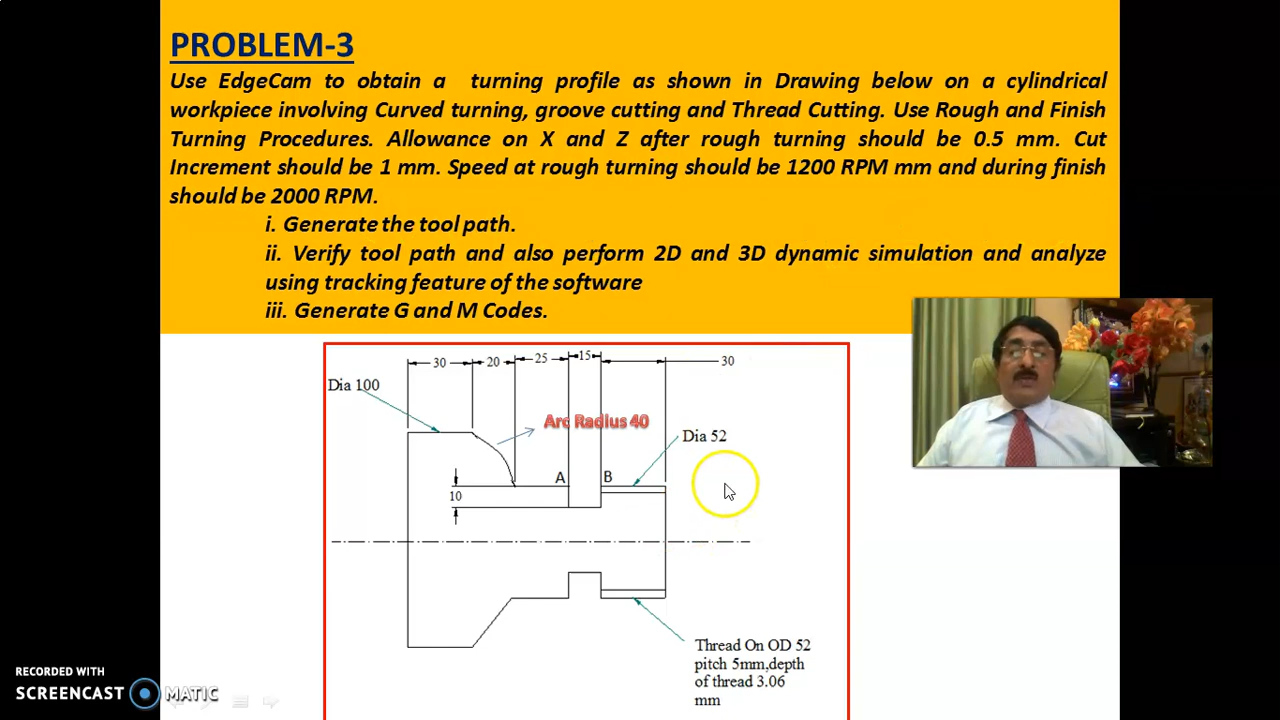 PROBLEM-3
Use EdgeCam to obtain a turning profile as shown in Drawing below on a cylindrical
workpiece involving Curved turning, groove cutting and Thread Cutting. Use Rough and Finish
Turning Procedures. Allowance on X and Z after rough turning should be 0.5 mm. Cut
Increment should be 1 mm. Speed at rough turning should be 1200 RPM mm and during finish
should be 2000 RPM.
i. Generate the tool path.
ii. Verify tool path and also perform 2D and 3D dynamic simulation and analyze
using tracking feature of the software
iii. Generate G and M Codes.
30 20 25 15 30
Dia 100
Arc Radius 40
Dia 52
A B
10
Thread On OD 52
pitch 5mm,depth
of thread 3.06
mm
RECORDED WITH
SCREENCAST MATIC